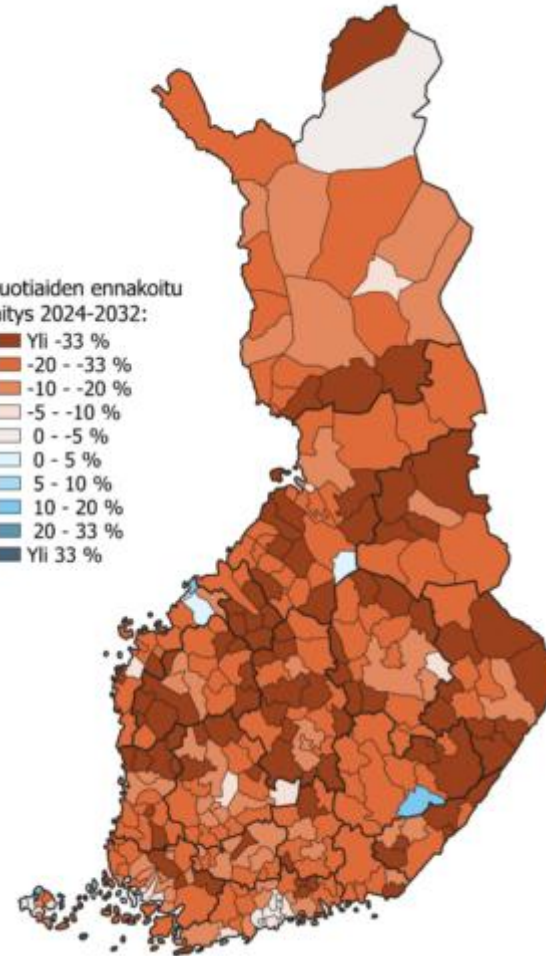 uotiaiden ennakoitu
itys 2024-2032:
Yli -33 %
-20 - -33 %
-10 - -20 %
-5 - -10 %
0 - -5 %
0 - 5 %
5 - 10 %
10 - 20 %
20 - 33 %
Yli 33 %